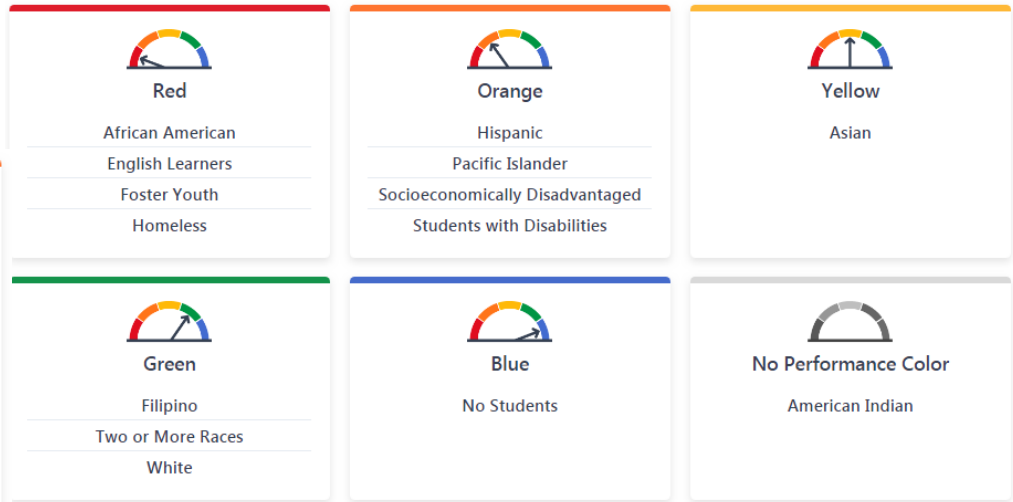 Red
African American
English Learners
Foster Youth
Homeless
Orange
Hispanic
Pacific Islander
Socioeconomically Disadvantaged
Students with Disabilities
Yellow
Asian
Green
Filipino
Two or More Races
White
Blue
No Students
No Performance Color
American Indian